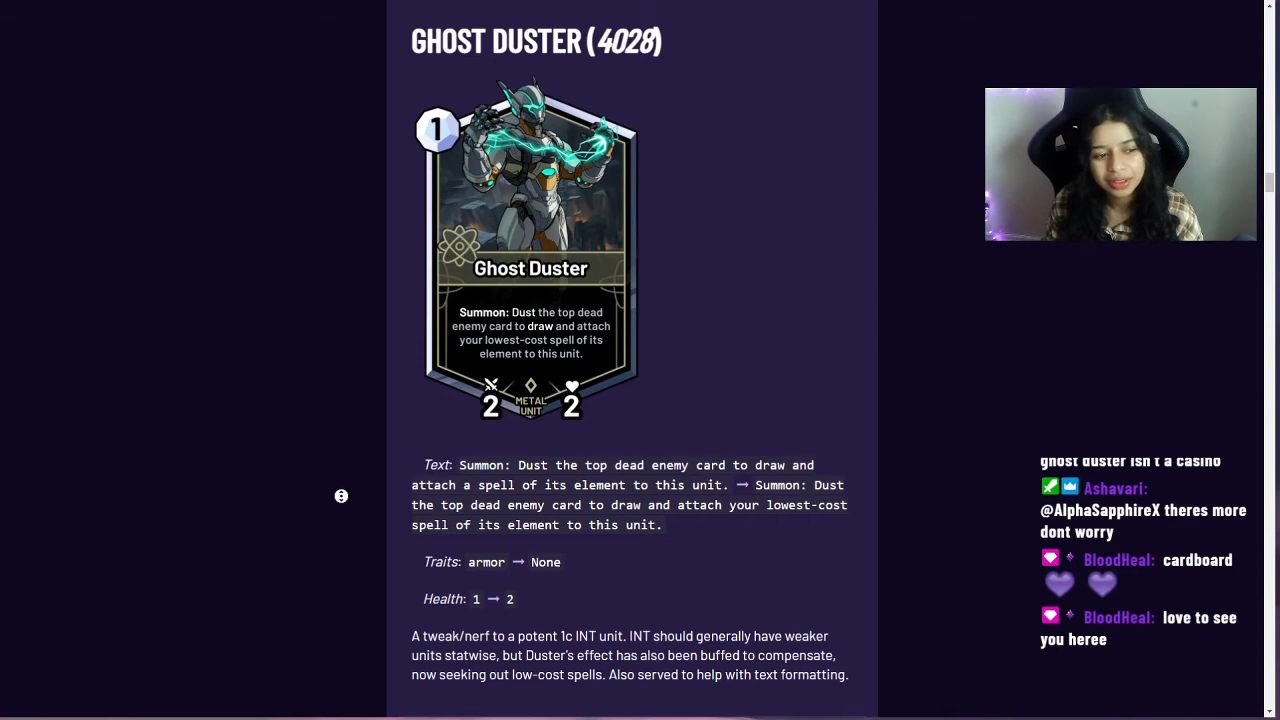 GHOST DUSTER (4028)
1
Ghost Duster
Summon: Dust the top dead
enemy card to draw and attach
your lowest-cost spell of its
element to this unit.
2
METAL
UNIT
2
Text: Summon: Dust the top dead enemy card to draw and
attach a spell of its element to this unit. → Summon: Dust
the top dead enemy card to draw and attach your lowest-cost
spell of its element to this unit.
Traits: armor → None
Health: 1 → 2
A tweak/nerf to a potent 1c INT unit. INT should generally have weaker
units statwise, but Duster's effect has also been buffed to compensate,
now seeking out low-cost spells. Also served to help with text formatting.
ghost duster isn't a casino
Ashavari:
@AlphaSapphireX theres more
dont worry
BloodHeal: cardboard
BloodHeal: love to see
you heree